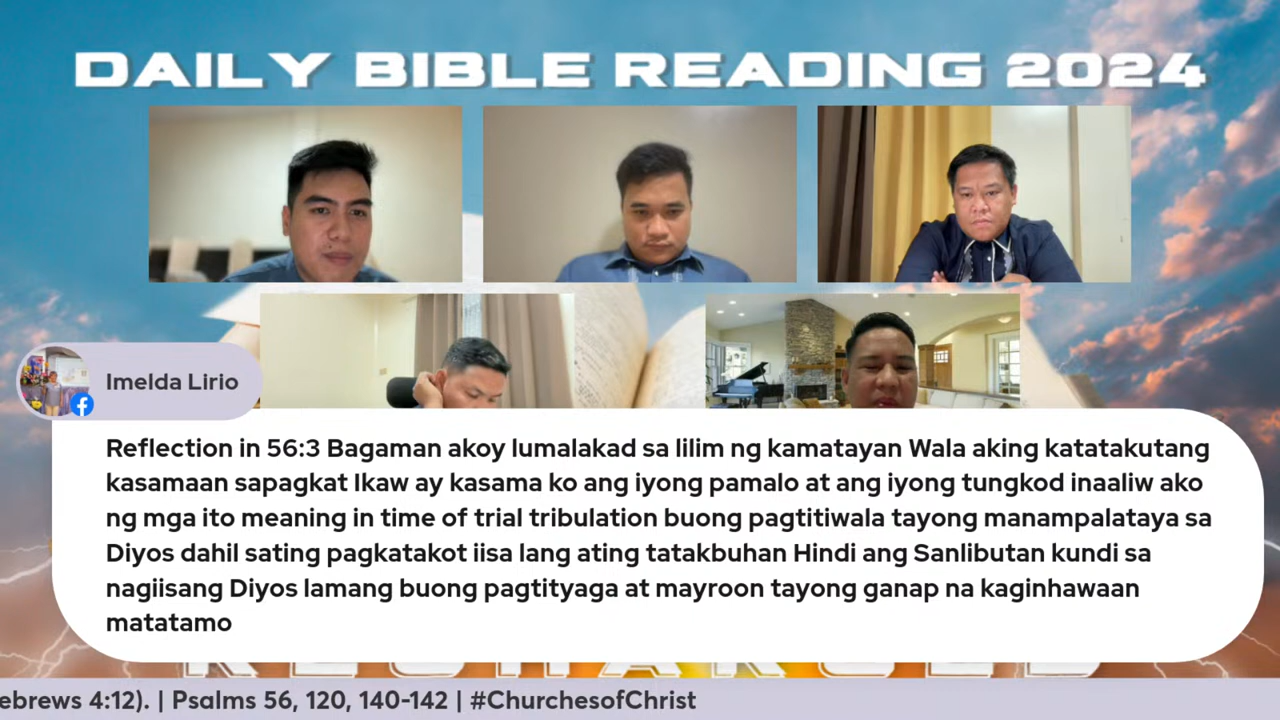 DAILY BIBLE READING 2024
Imelda Lirio
Reflection in 56:3 Bagaman akoy lumalakad sa lilim ng kamatayan Wala aking katatakutang
kasamaan sapagkat Ikaw ay kasama ko ang iyong pamalo at ang iyong tungkod inaaliw ako
ng mga ito meaning in time of trial tribulation buong pagtitiwala tayong manampalataya sa
Diyos dahil sating pagkatakot iisa lang ating tatakbuhan Hindi ang Sanlibutan kundi sa
nagiisang Diyos lamang buong pagtityaga at mayroon tayong ganap na kaginhawaan
matatamo
ebrews 4:12). | Psalms 56, 120, 140-142 | #ChurchesofChrist